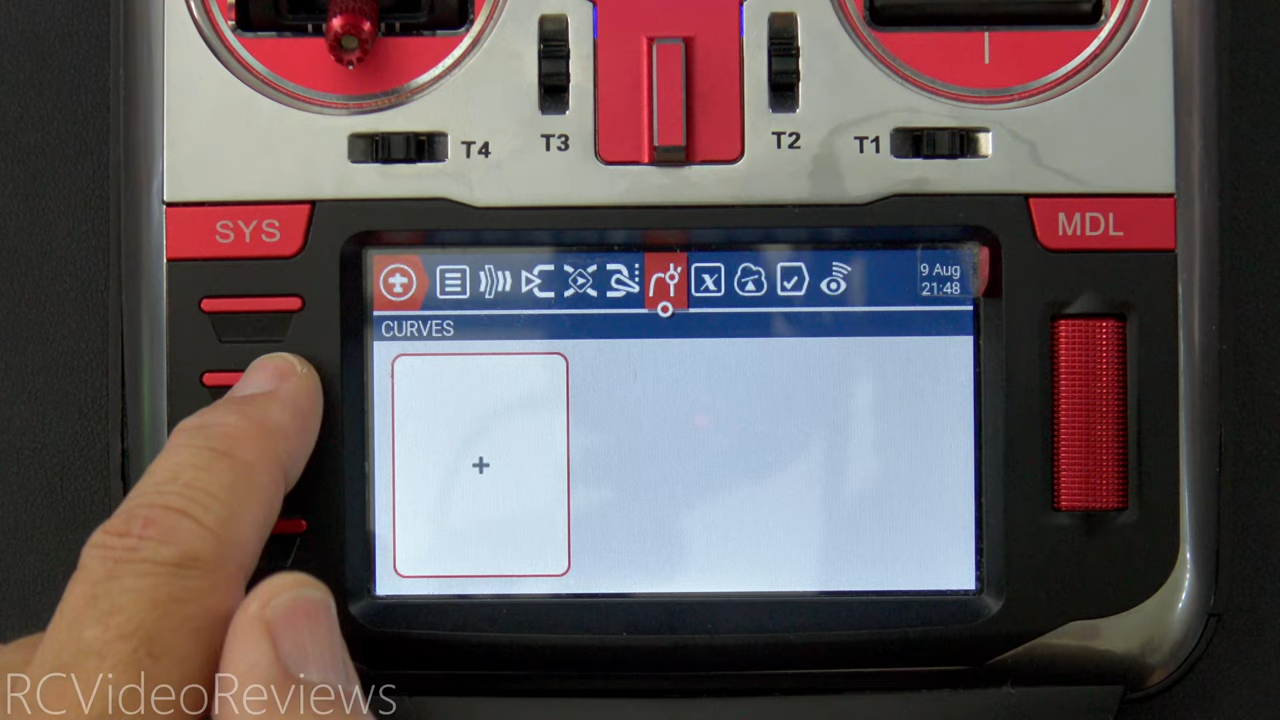 T4
T3
T2
T1
SYS
MDL
9 Aug
21:48
CURVES
RCVideoReviews